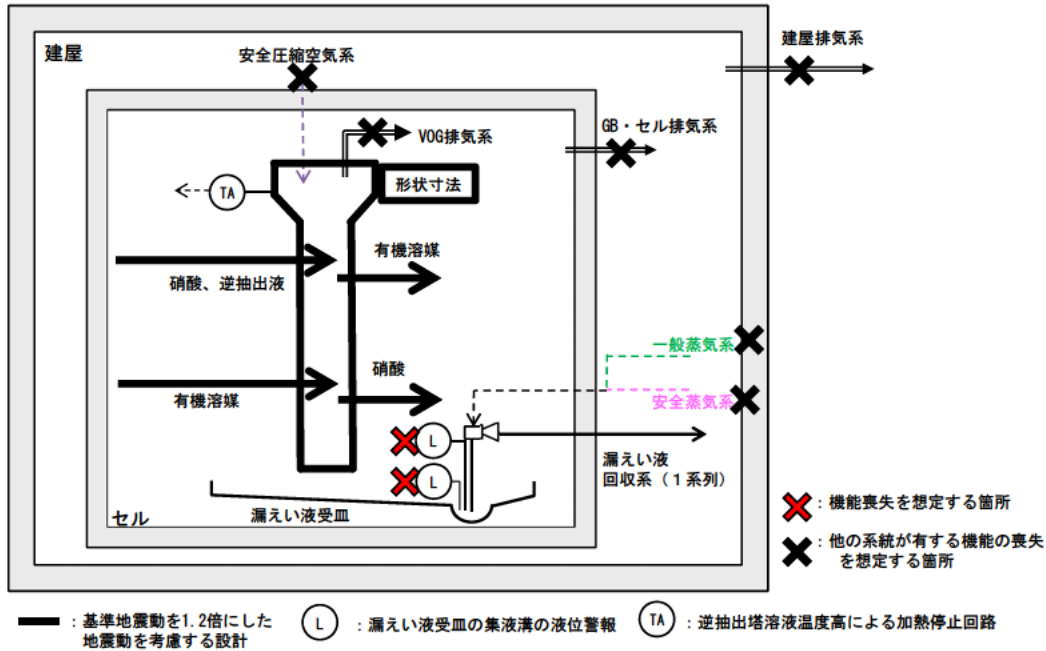 建屋
安全圧縮空気系
建屋排気系
VOG排気系
GB・セル排気系
TA
形状寸法
有機溶媒
硝酸、逆抽出液
一般蒸気系
硝酸
有機溶媒
安全蒸気系
L
漏えい液
回収系（１系列）
L
漏えい液受皿
セル
：機能喪失を想定する箇所
：他の系統が有する機能の喪失
を想定する箇所
：基準地震動を1.2倍にした
地震動を考慮する設計
L
：漏えい液受皿の集液溝の液位警報
TA
：逆抽出塔溶液温度高による加熱停止回路